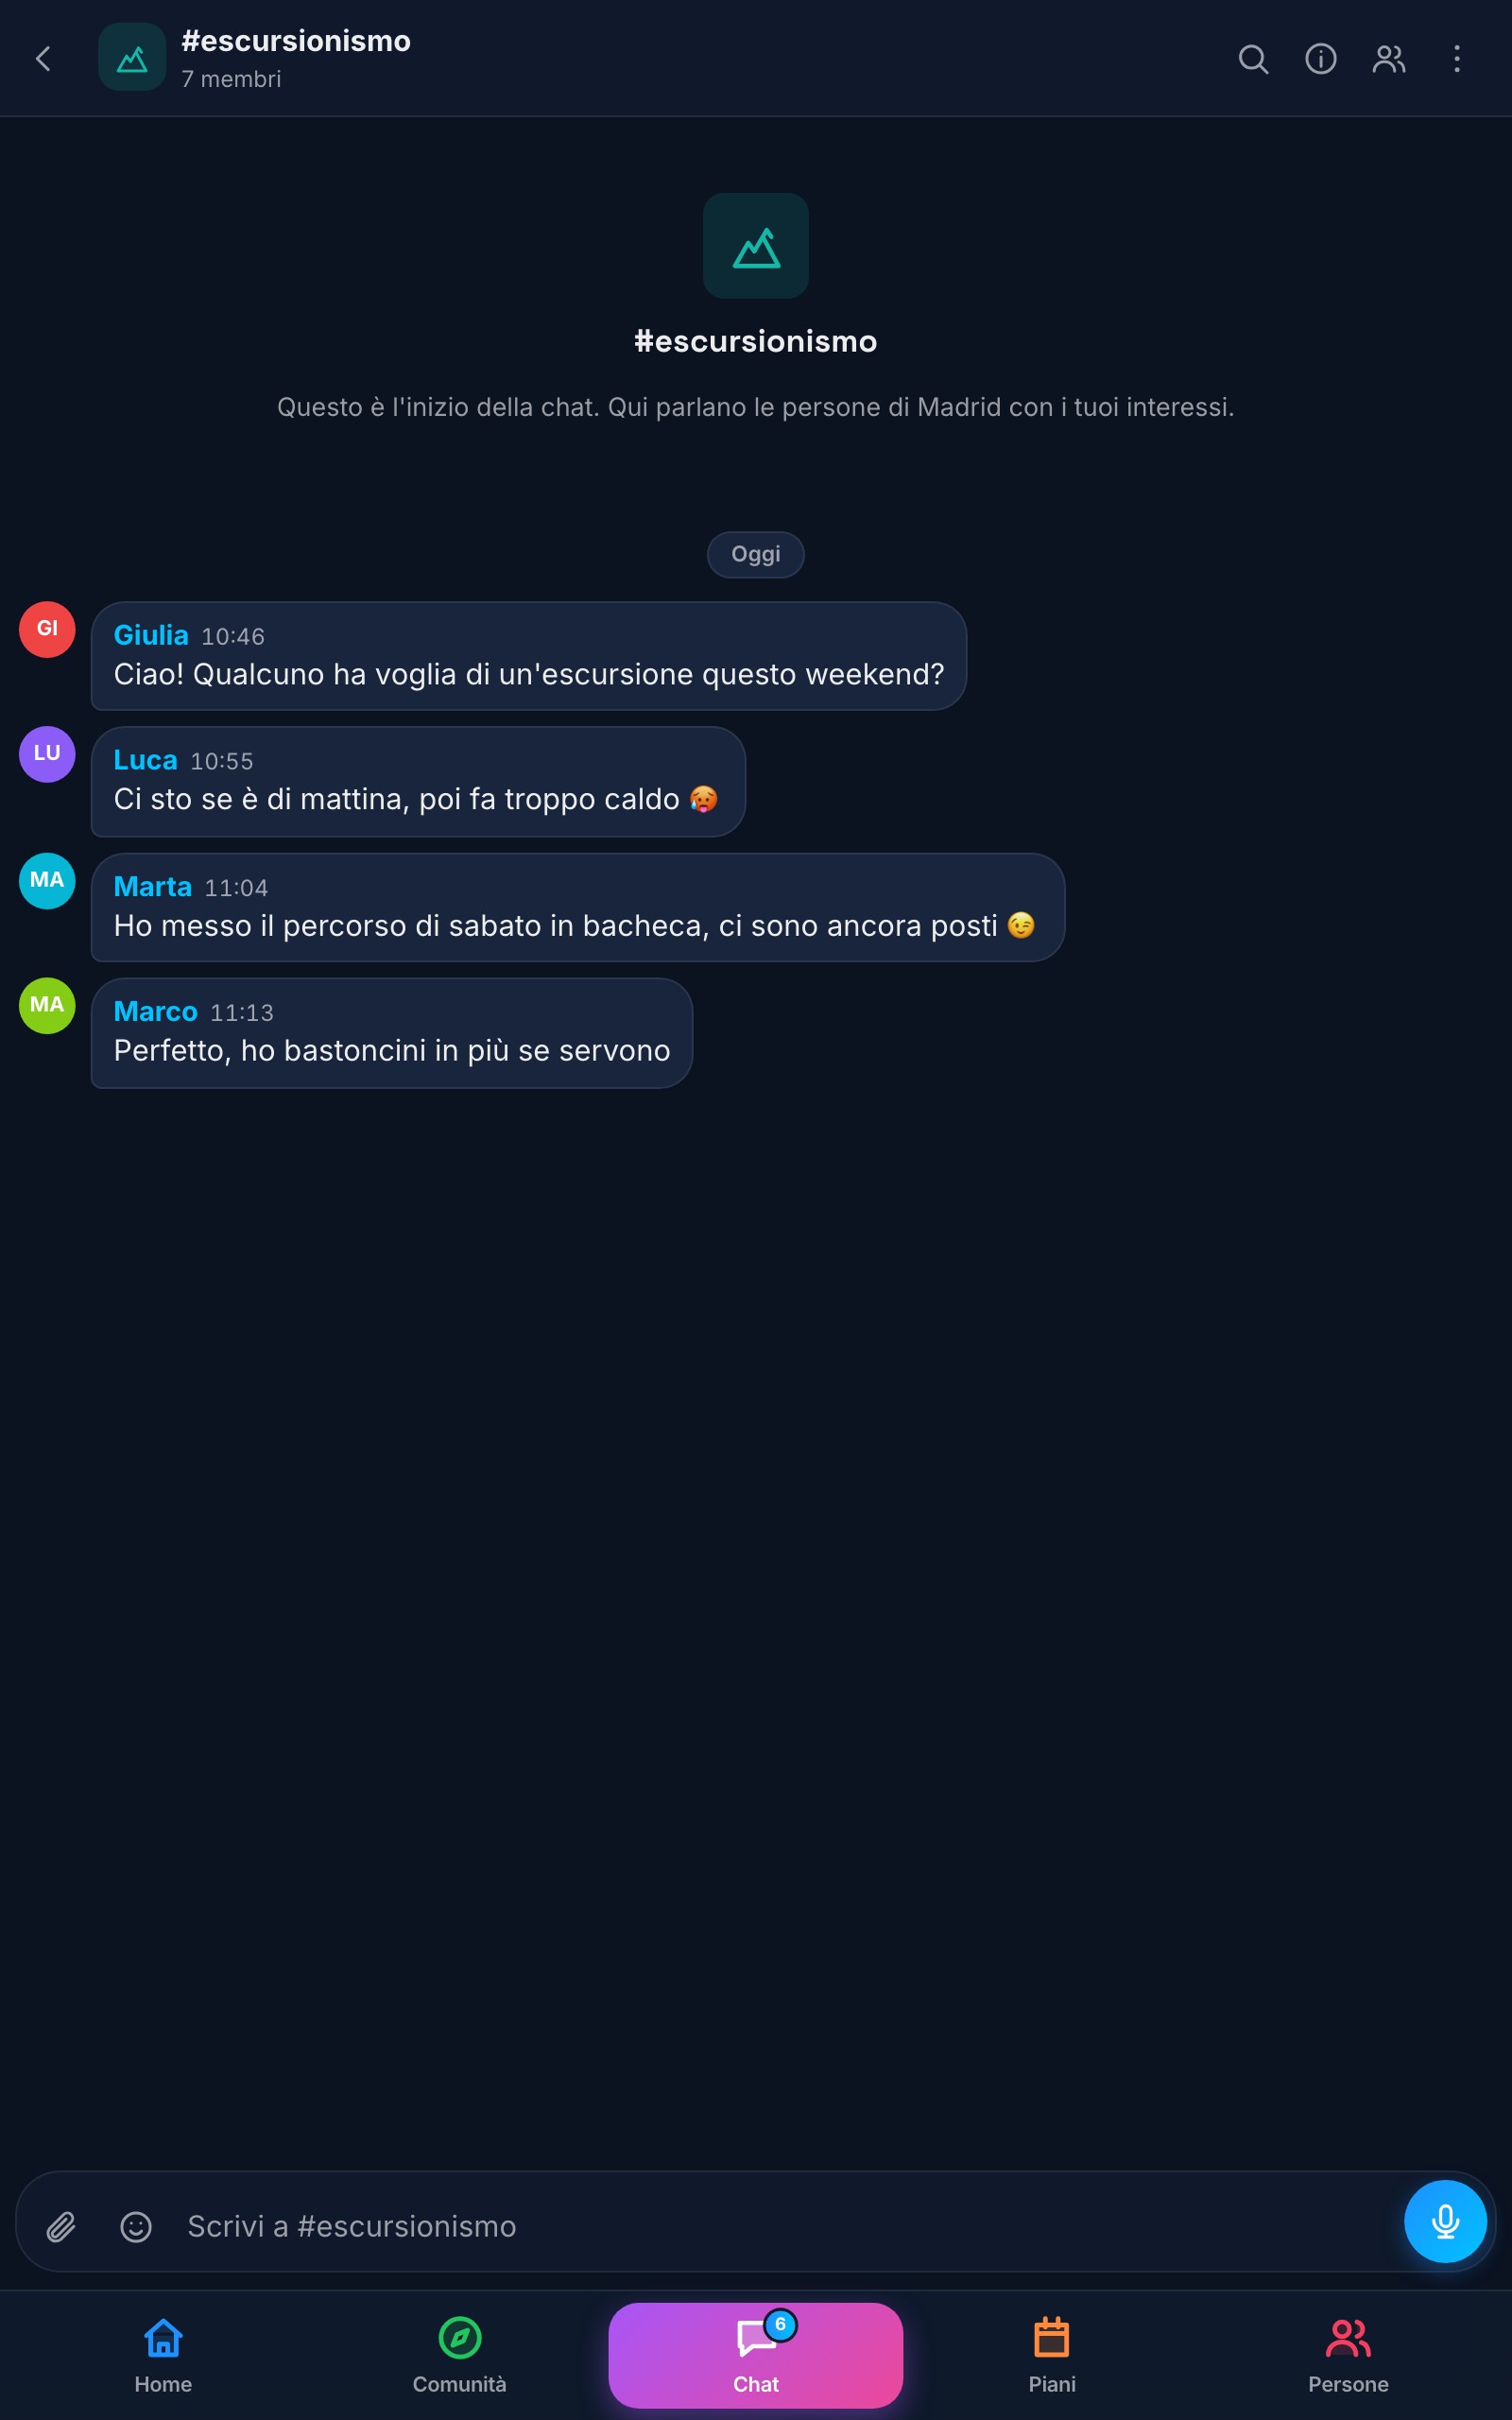 #escursionismo
7 membri
#escursionismo
Questo è l'inizio della chat. Qui parlano le persone di Madrid con i tuoi interessi.
Oggi
GI
Giulia 10:46
Ciao! Qualcuno ha voglia di un'escursione questo weekend?
LU
Luca 10:55
Ci sto se è di mattina, poi fa troppo caldo 🥵
MA
Marta 11:04
Ho messo il percorso di sabato in bacheca, ci sono ancora posti 😉
MA
Marco 11:13
Perfetto, ho bastoncini in più se servono
Scrivi a #escursionismo
6
Home
Comunità
Chat
Piani
Persone